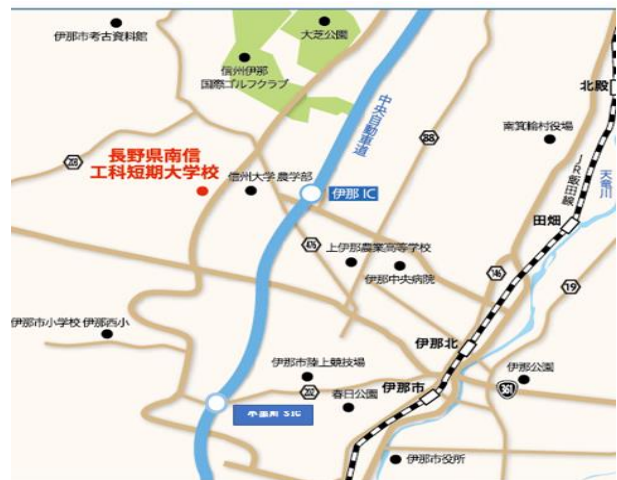 大芝公園
伊那市考古資料館
信州伊那
国際ゴルフクラブ
北殿
中央自動車道
南箕輪村役場
88
203
長野県南信
工科短期大学校
信州大学 農学部
伊那 IC
JR飯田線
天竜川
田畑
476
上伊那農業高等学校
伊那中央病院
146
19
伊那市小学校 伊那西小
伊那北
伊那市陸上競技場
伊那公園
202
春日公園
伊那市
361
SIC
伊那市役所